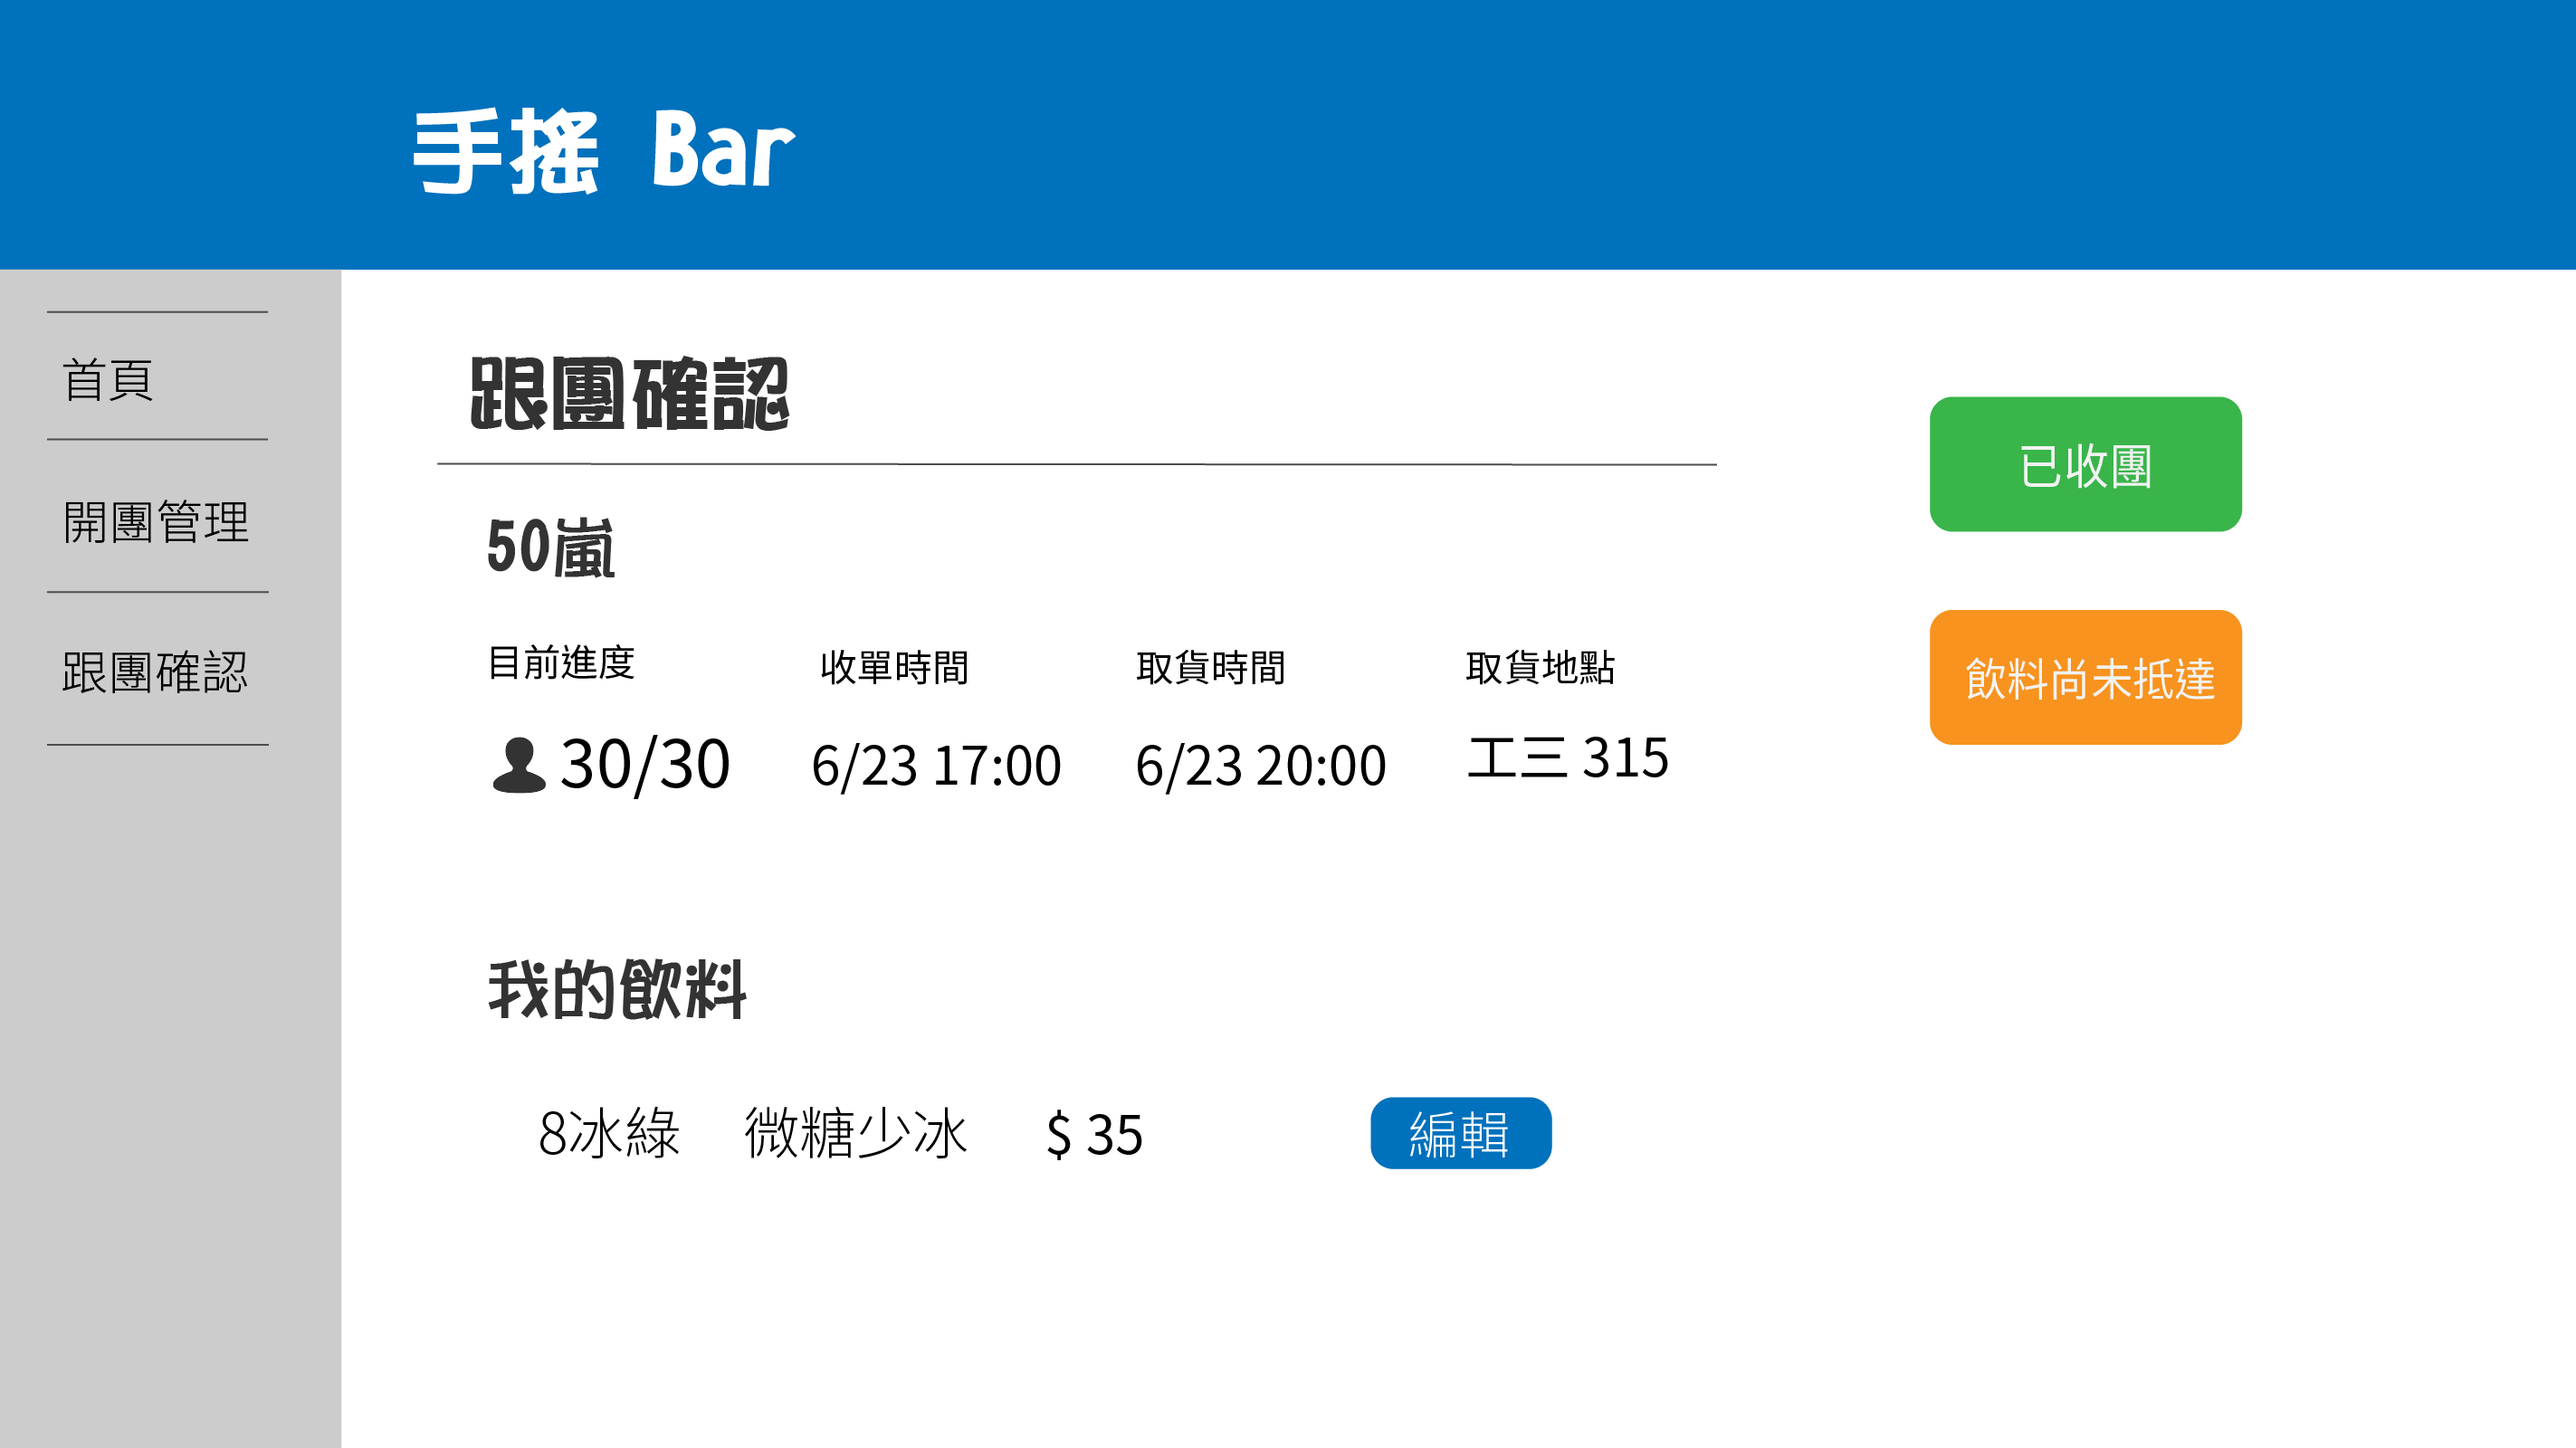 手搖 Bar
首頁
開團管理
跟團確認
跟團確認
50嵐
目前進度
收單時間
取貨時間
取貨地點
30/30
6/23 17:00
6/23 20:00
工三 315
我的飲料
8冰綠 微糖少冰 $ 35
編輯
已收團
飲料尚未抵達